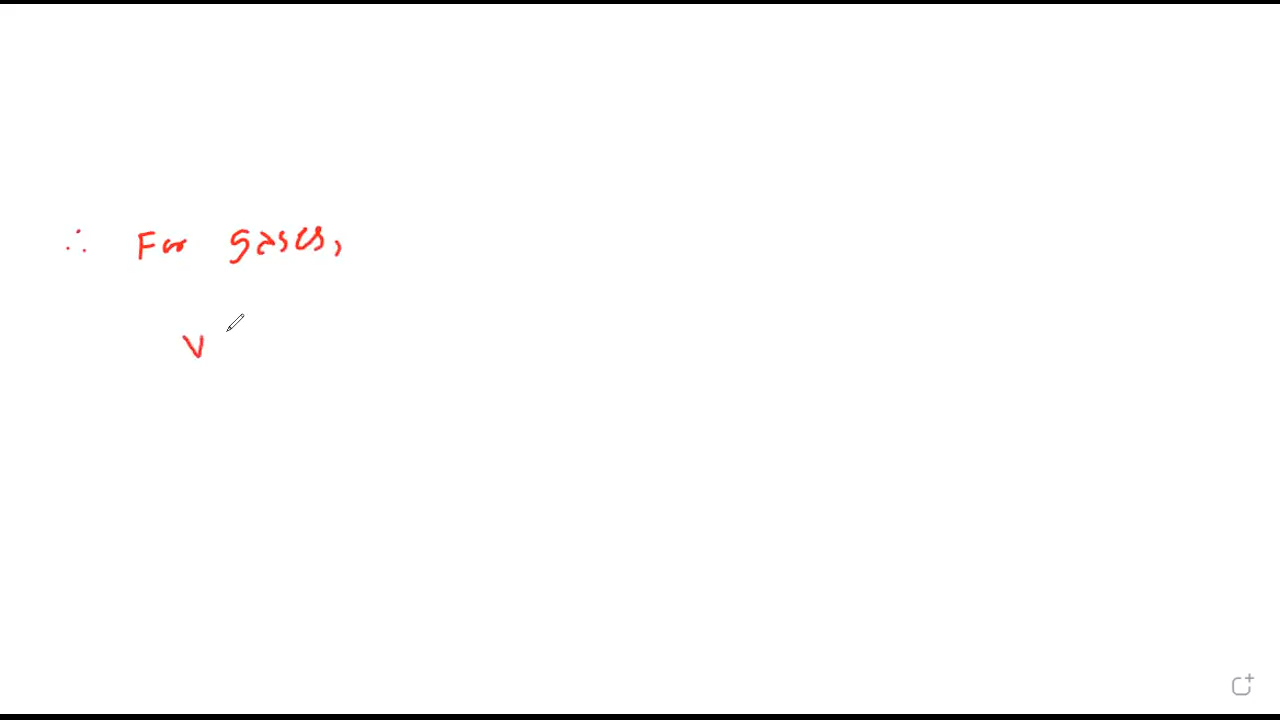 ∴ For gases,
V